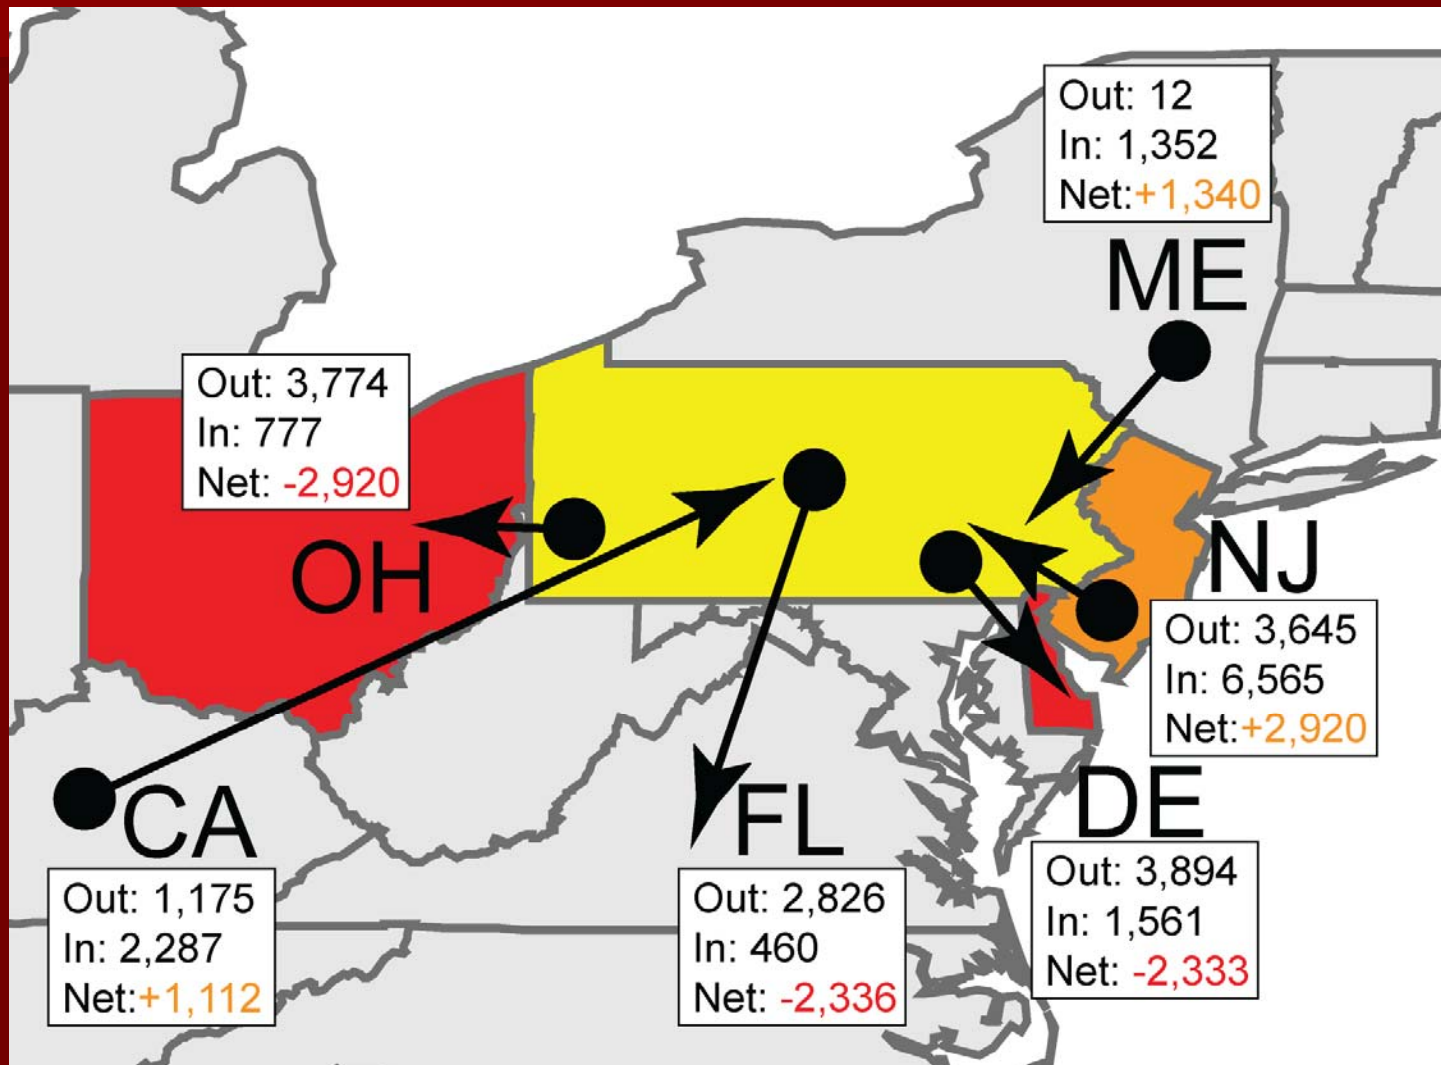 Out: 12
In: 1,352
Net:+1,340
ME
Out: 3,774
In: 777
Net: -2,920
OH
NJ
Out: 3,645
In: 6,565
Net:+2,920
CA
Out: 1,175
In: 2,287
Net:+1,112
FL
Out: 2,826
In: 460
Net: -2,336
DE
Out: 3,894
In: 1,561
Net: -2,333